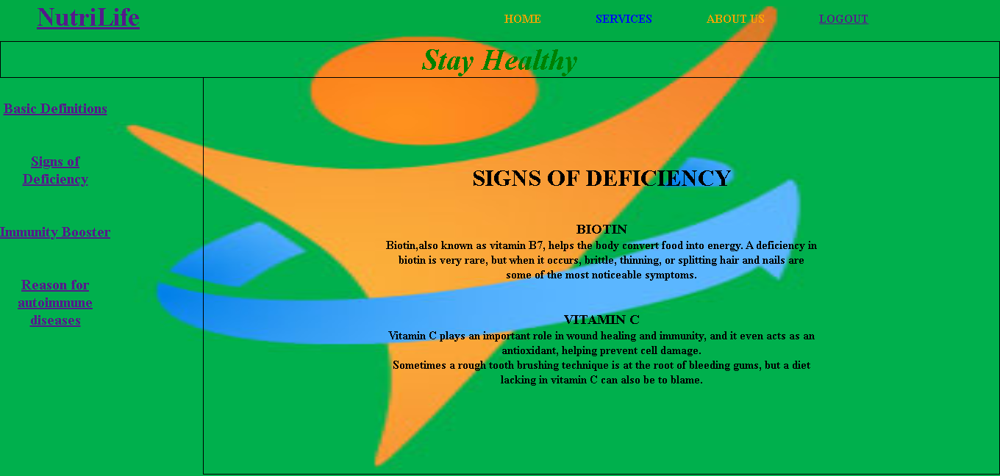 NutriLife
HOME SERVICES ABOUT US LOGOUT
Stay Healthy
Basic Definitions
Signs of
Deficiency
Immunity Booster
Reason for
autoimmune
diseases
SIGNS OF DEFICIENCY
BIOTIN
Biotin,also known as vitamin B7, helps the body convert food into energy. A deficiency in
biotin is very rare, but when it occurs, brittle, thinning, or splitting hair and nails are
some of the most noticeable symptoms.
VITAMIN C
Vitamin C plays an important role in wound healing and immunity, and it even acts as an
antioxidant, helping prevent cell damage.
Sometimes a rough tooth brushing technique is at the root of bleeding gums, but a diet
lacking in vitamin C can also be to blame.